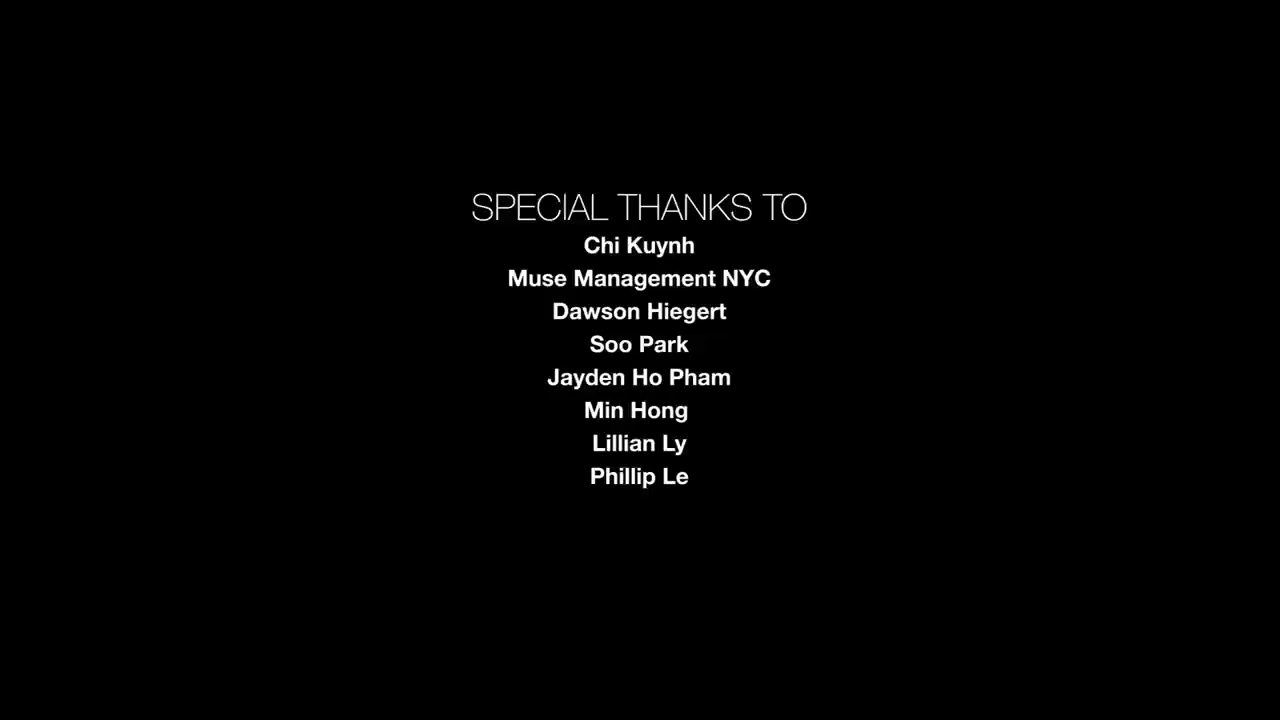 SPECIAL THANKS TO
Chi Kuynh
Muse Management NYC
Dawson Hiegert
Soo Park
Jayden Ho Pham
Min Hong
Lillian Ly
Phillip Le